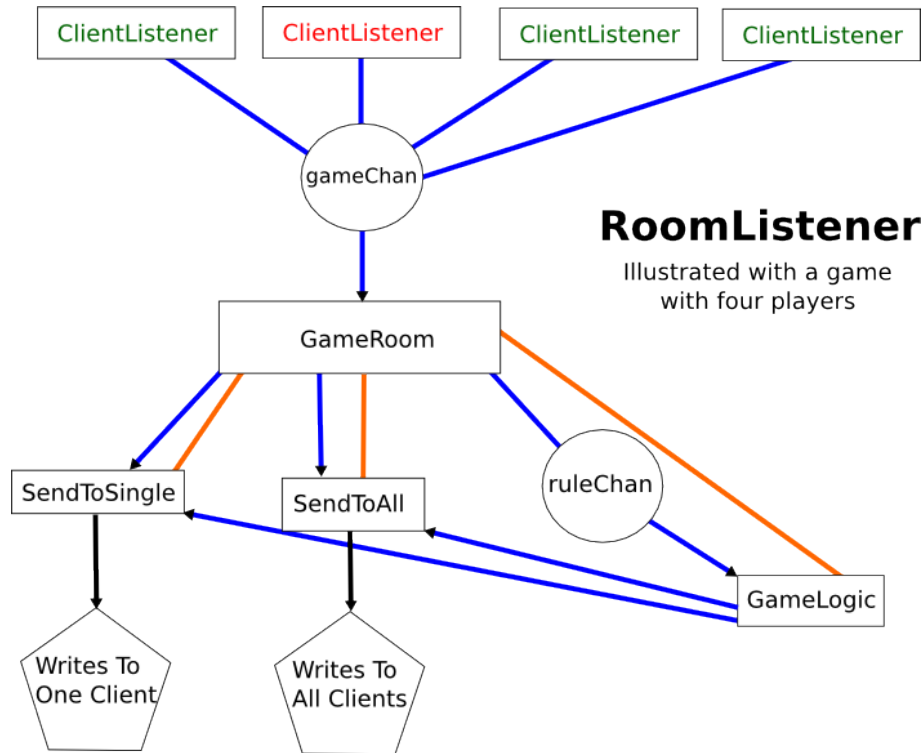 ClientListener
ClientListener
ClientListener
ClientListener
gameChan
RoomListener
Illustrated with a game
with four players
GameRoom
SendToSingle
SendToAll
ruleChan
GameLogic
Writes To
One Client
Writes To
All Clients